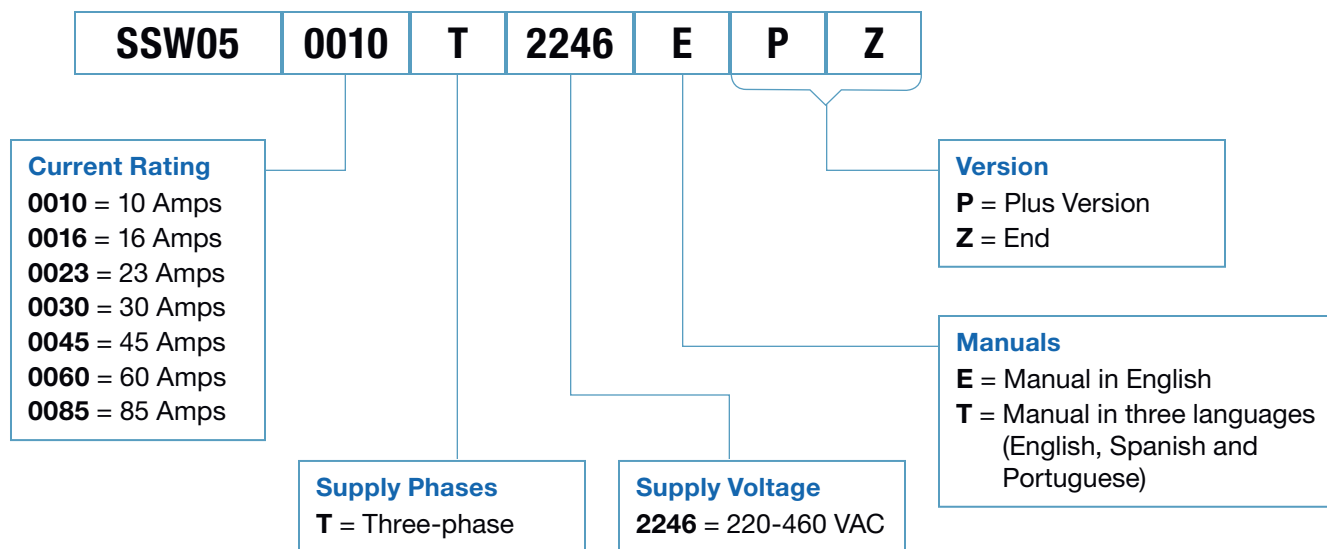 SSW05 0010 T 2246 E P Z
Current Rating
0010 = 10 Amps
0016 = 16 Amps
0023 = 23 Amps
0030 = 30 Amps
0045 = 45 Amps
0060 = 60 Amps
0085 = 85 Amps
Version
P = Plus Version
Z = End
Manuals
E = Manual in English
T = Manual in three languages
(English, Spanish and
Portuguese)
Supply Phases
T = Three-phase
Supply Voltage
2246 = 220-460 VAC